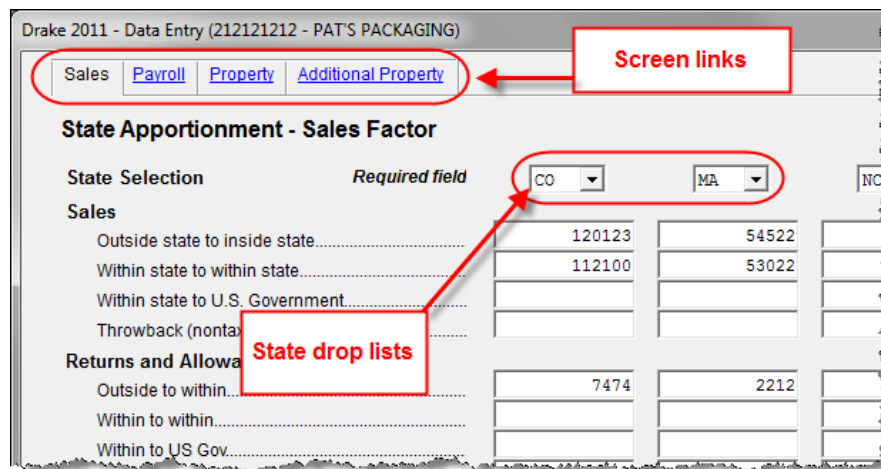 Drake 2011 - Data Entry (212121212 - PAT'S PACKAGING)
Screen links
Sales Payroll Property Additional Property
State Apportionment - Sales Factor
State Selection Required field CO MA NC
Sales
Outside state to inside state 120123 54522
Within state to within state 112100 53022
Within state to U.S. Government
Throwback
State drop lists
Returns and
Outside to within 7474 2212
Within to within
Within to US Gov